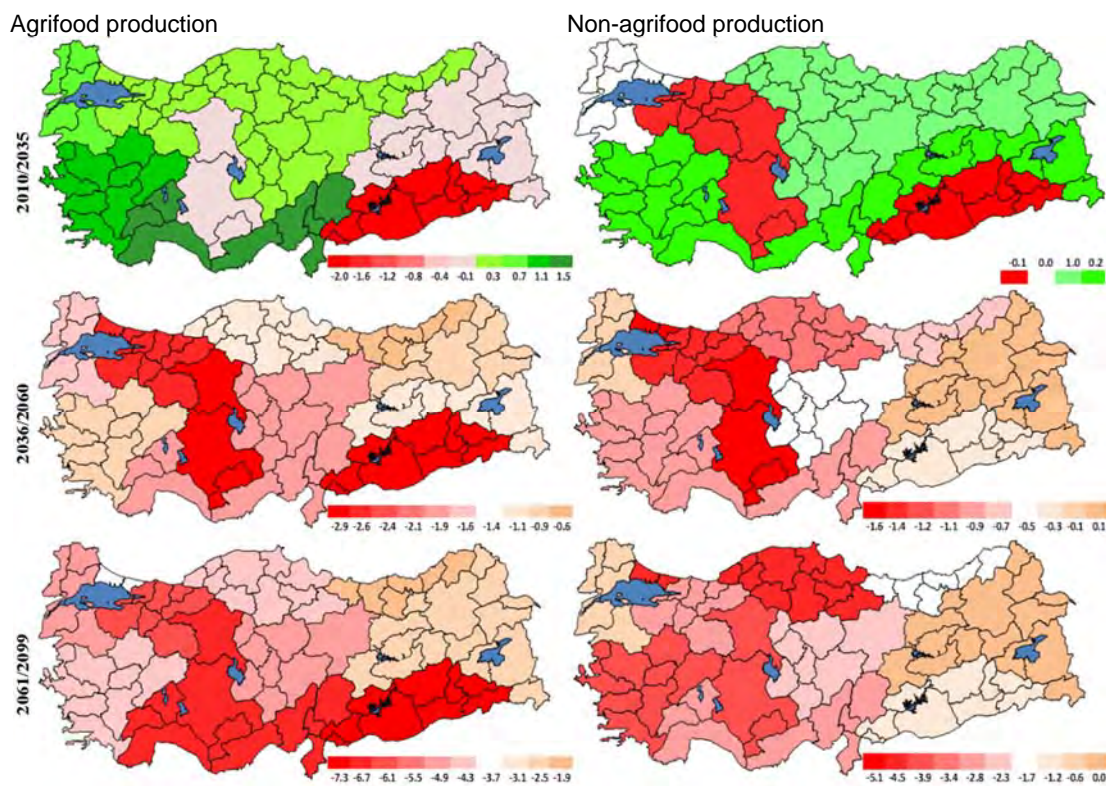 Agrifood production
Non-agrifood production
2010/2035
-2.0 -1.6 -1.2 -0.8 -0.4 -0.1 0.3 0.7 1.1 1.5
-0.1 0.0 1.0 0.2
2036/2060
-2.9 -2.6 -2.4 -2.1 -1.9 -1.6 -1.4 -1.1 -0.9 -0.6
-1.6 -1.4 -1.2 -1.1 -0.9 -0.7 -0.5 -0.3 -0.1 0.1
2061/2099
-7.3 -6.7 -6.1 -5.5 -4.9 -4.3 -3.7 -3.1 -2.5 -1.9
-5.1 -4.5 -3.9 -3.4 -2.8 -2.3 -1.7 -1.2 -0.6 0.0